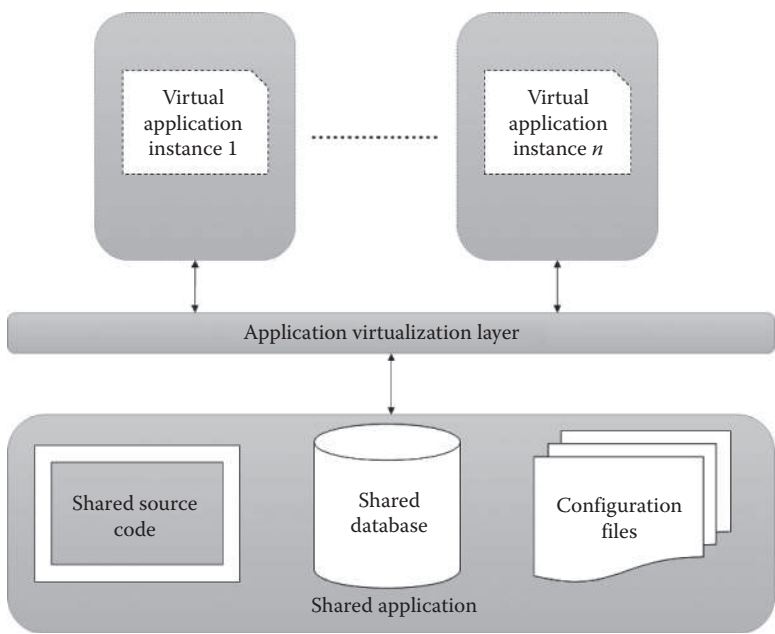 Virtual
application
instance 1
Virtual
application
instance n
Application virtualization layer
Shared source
code
Shared
database
Configuration
files
Shared application